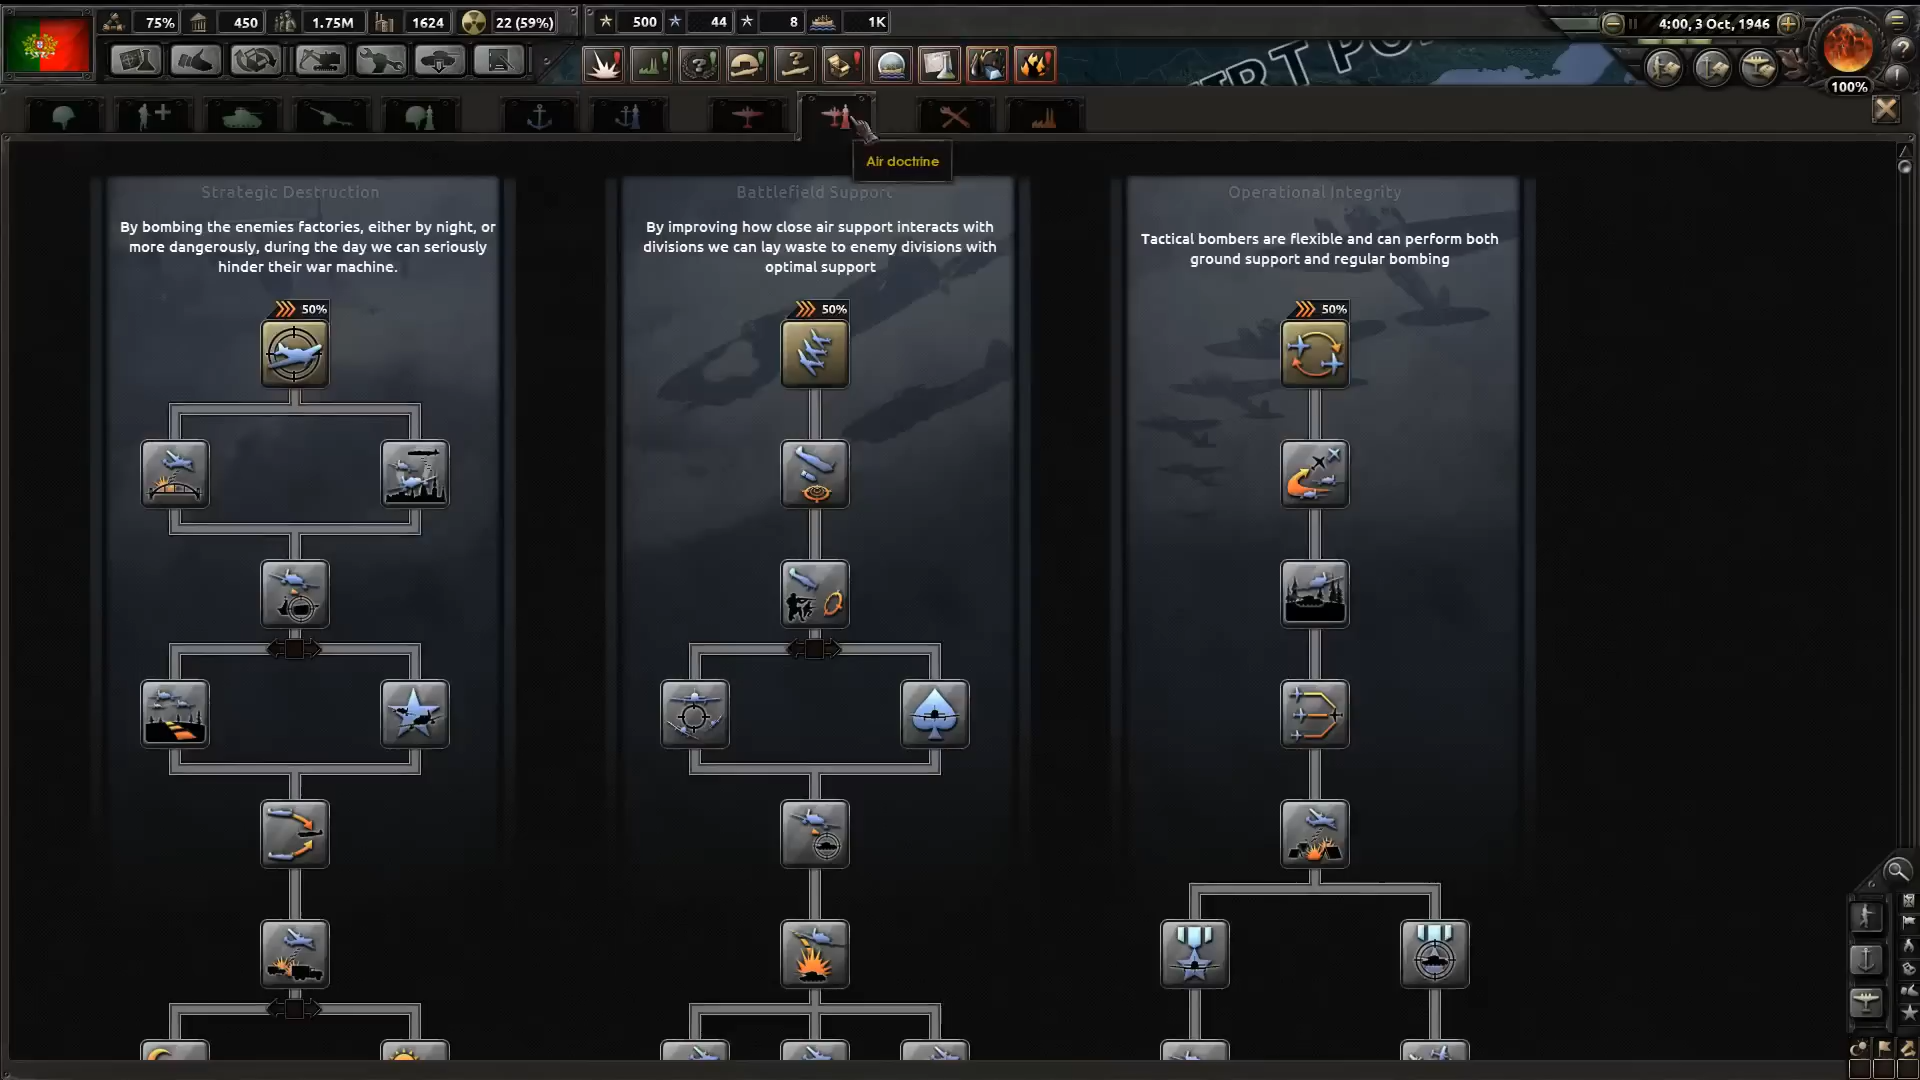 75%
450
1.75M
1624
22 (59%)
500
44
8
1K
4:00, 3 Oct, 1946
100%
Air doctrine
Strategic Destruction
By bombing the enemies factories, either by night, or
more dangerously, during the day we can seriously
hinder their war machine.
50%
Battlefield Support
By improving how close air support interacts with
divisions we can lay waste to enemy divisions with
optimal support
50%
Operational Integrity
Tactical bombers are flexible and can perform both
ground support and regular bombing
50%